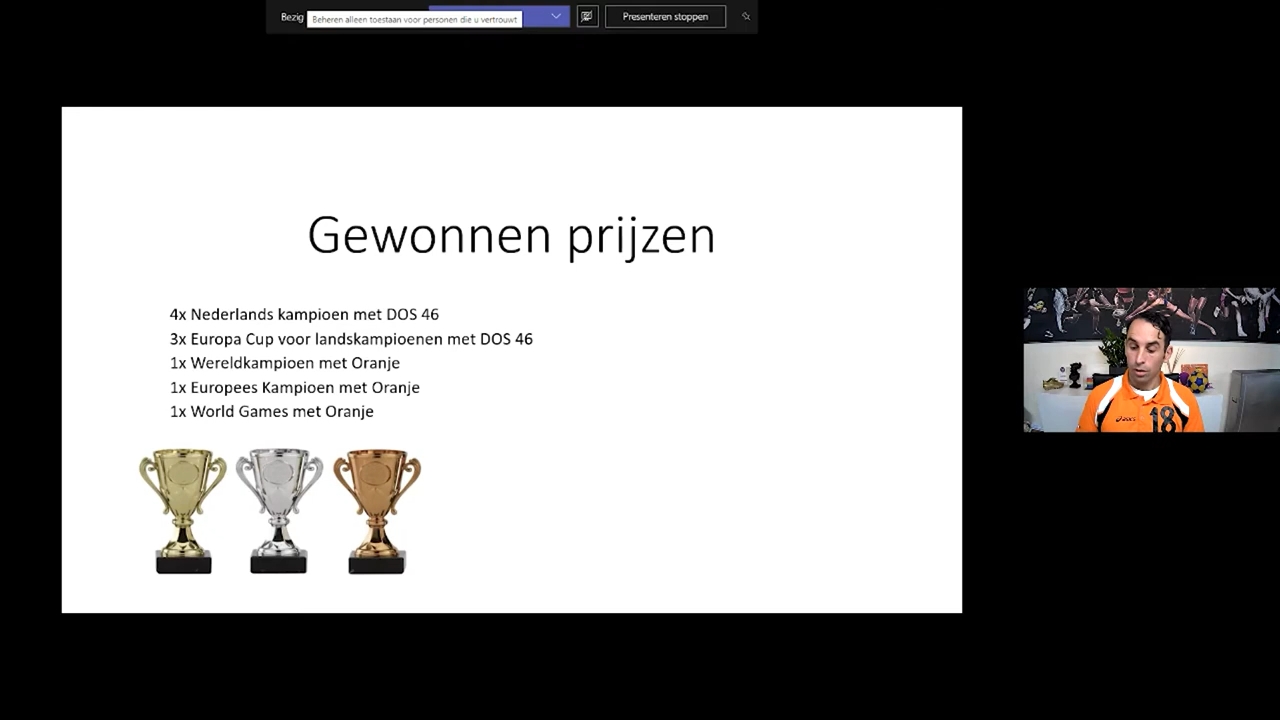 Bezig
Beheren alleen toestaan voor personen die u vertrouwt
Presenteren stoppen
Gewonnen prijzen
4x Nederlands kampioen met DOS 46
3x Europa Cup voor landskampioenen met DOS 46
1x Wereldkampioen met Oranje
1x Europees Kampioen met Oranje
1x World Games met Oranje
asics
18